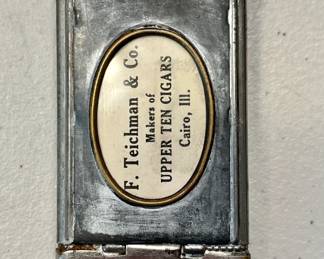 F. Teichman & Co.
Makers of
UPPER TEN CIGARS
Cairo, Ill.